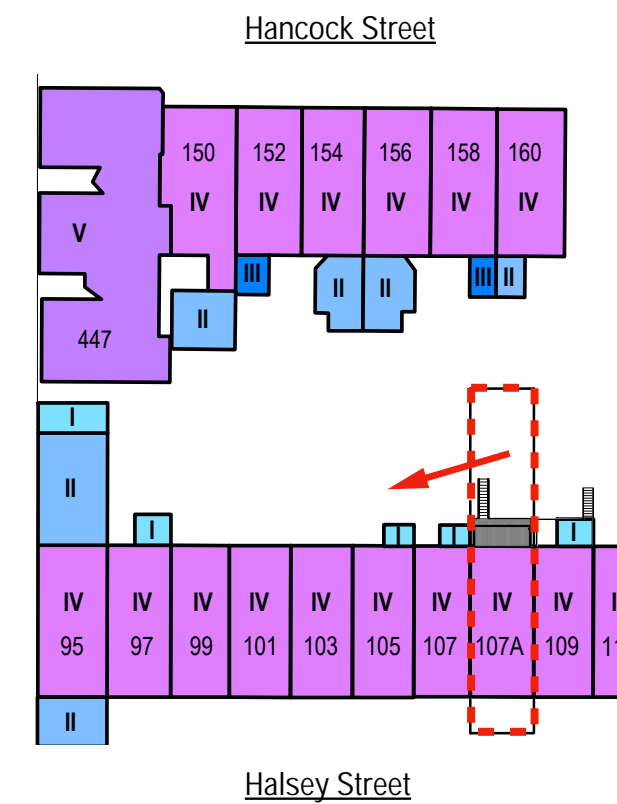 Hancock Street
150 152 154 156 158 160
IV IV IV IV IV IV
V
III II II III II
II
447
I
II
I I I I
IV IV IV IV IV IV IV IV IV
95 97 99 101 103 105 107 107A 109
II
Halsey Street